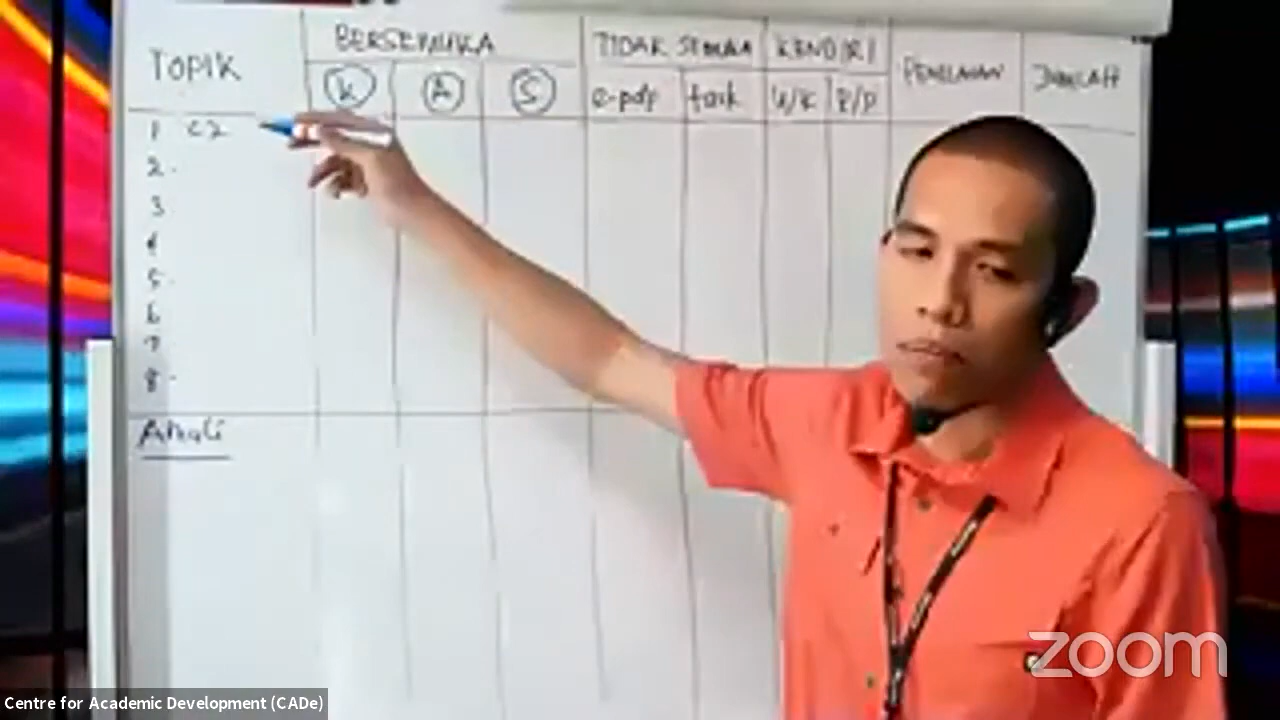 TOPIK BERSEMUKA TIDAK SEMUKA KENDIRI PENILAIAN JUMLAH
K A S e-pdp task u/k p/p
1 C2
2.
3
4
5.
6
7
8.
zoom
Centre for Academic Development (CADe)